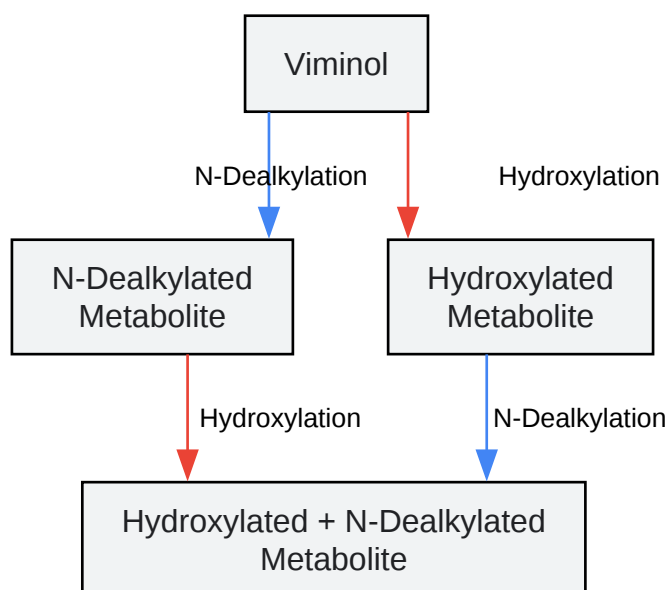 Viminol
N-Dealkylation
Hydroxylation
N-Dealkylated
Metabolite
Hydroxylated
Metabolite
Hydroxylation
N-Dealkylation
Hydroxylated + N-Dealkylated
Metabolite